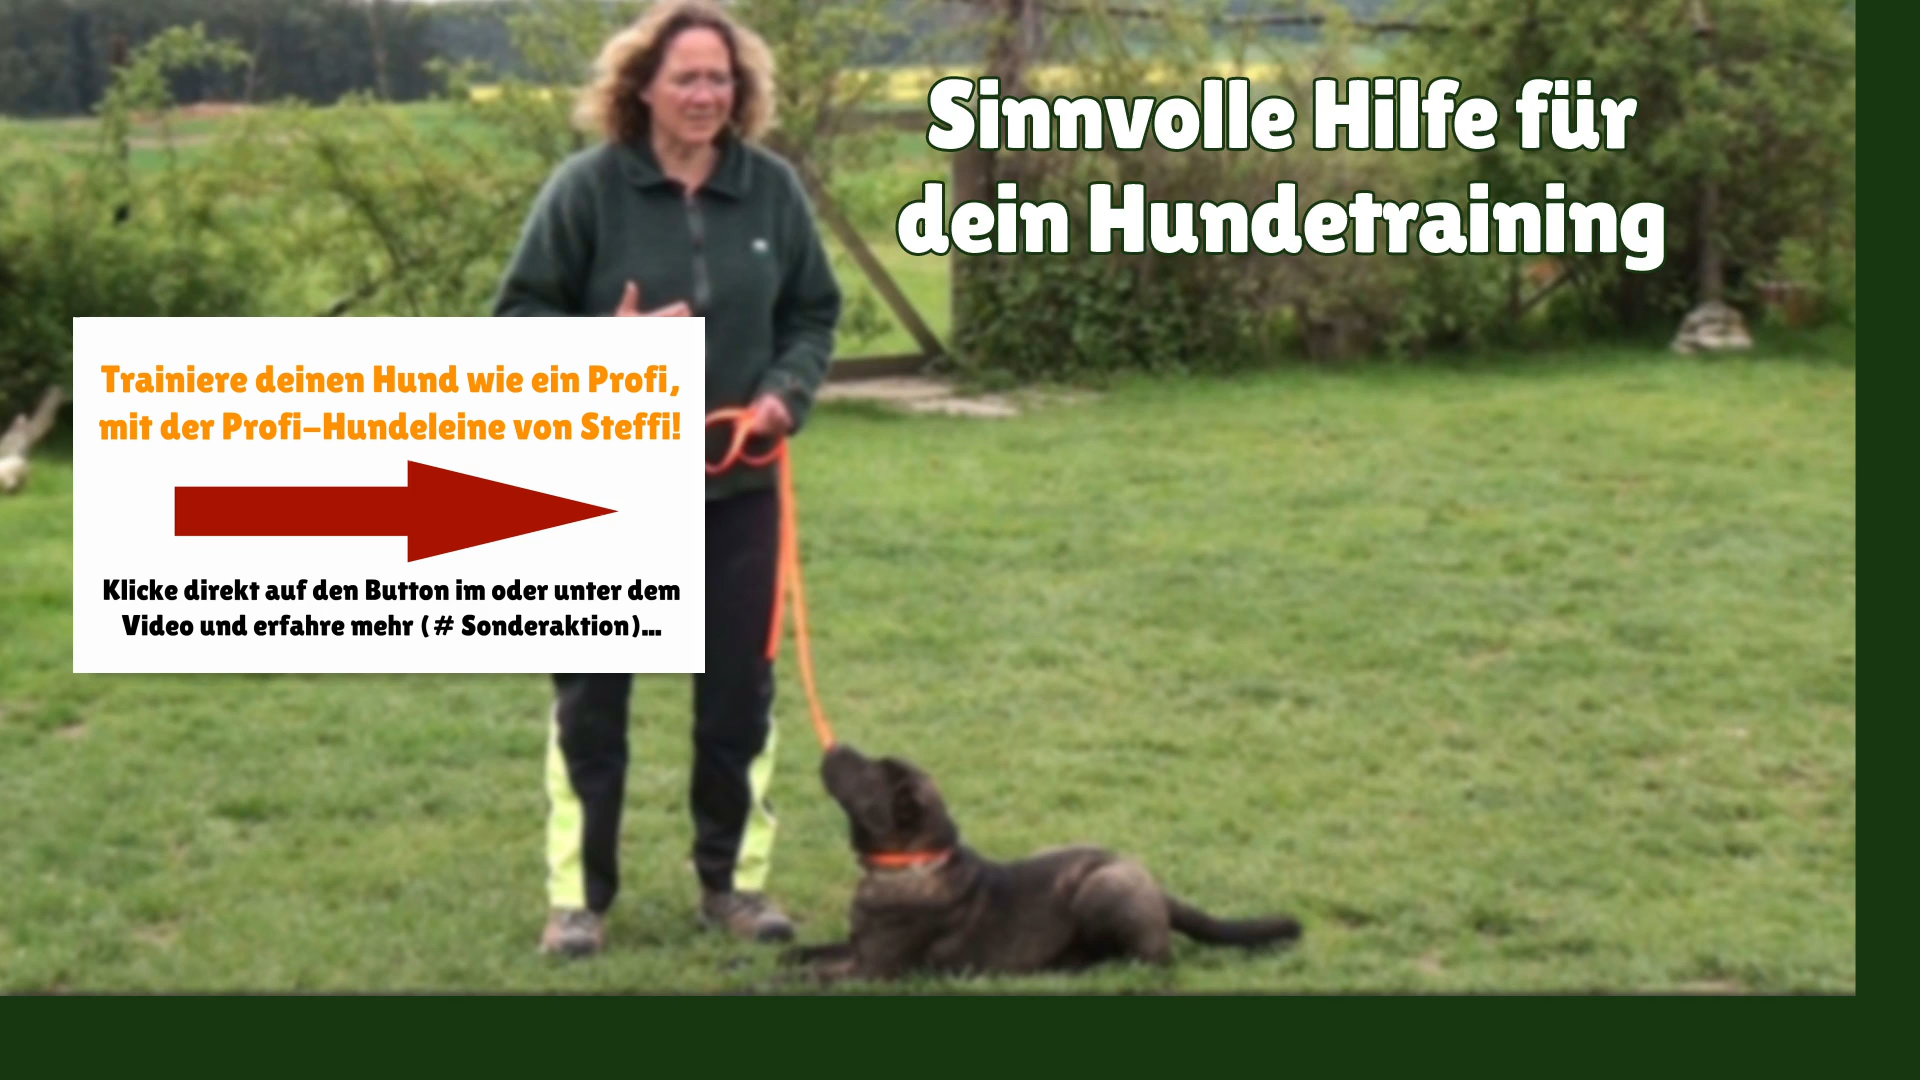 Sinnvolle Hilfe für
dein Hundetraining
Trainiere deinen Hund wie ein Profi,
mit der Profi-Hundeleine von Steffi!
Klicke direkt auf den Button im oder unter dem
Video und erfahre mehr (# Sonderaktion)...